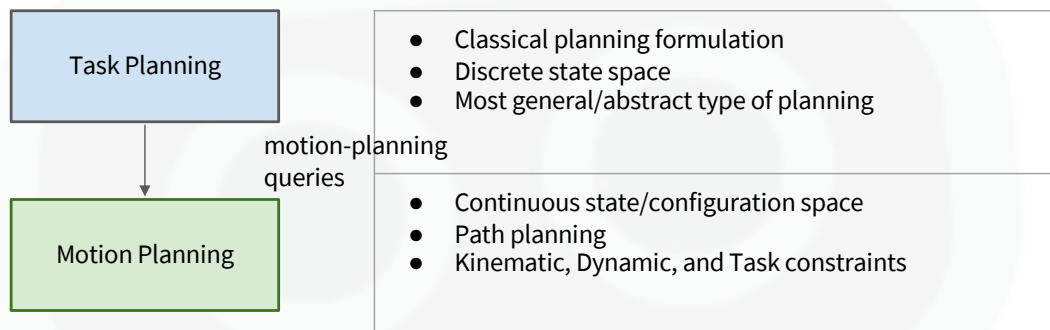 Task Planning
● Classical planning formulation
● Discrete state space
● Most general/abstract type of planning
motion-planning
queries
Motion Planning
● Continuous state/configuration space
● Path planning
● Kinematic, Dynamic, and Task constraints